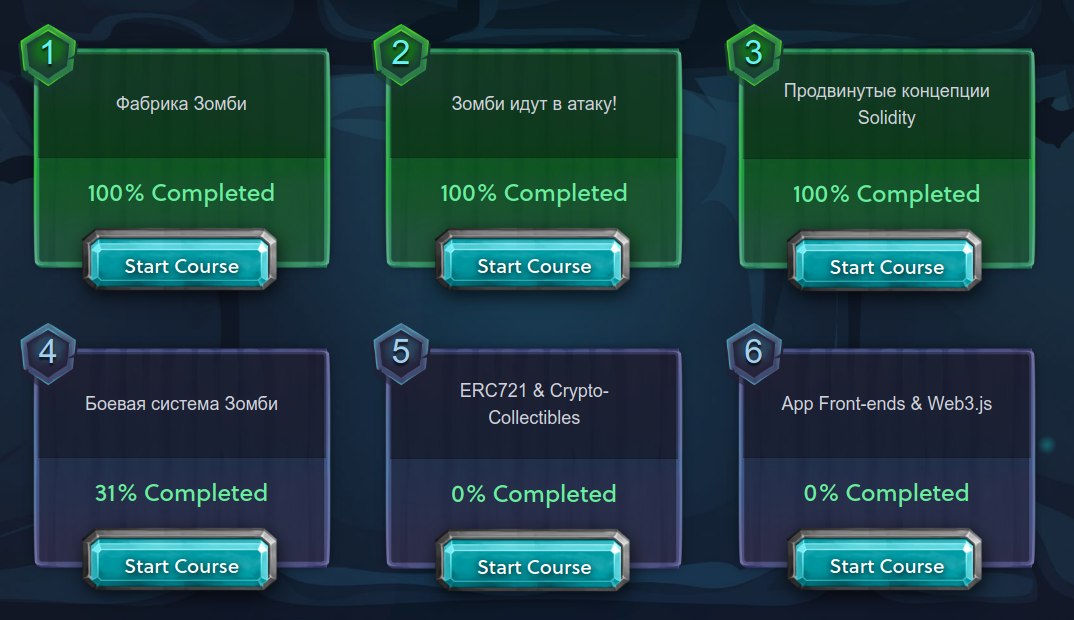 1
Фабрика Зомби
100% Completed
Start Course
2
Зомби идут в атаку!
100% Completed
Start Course
3
Продвинутые концепции
Solidity
100% Completed
Start Course
4
Боевая система Зомби
31% Completed
Start Course
5
ERC721 & Crypto-
Collectibles
0% Completed
Start Course
6
App Front-ends & Web3.js
0% Completed
Start Course